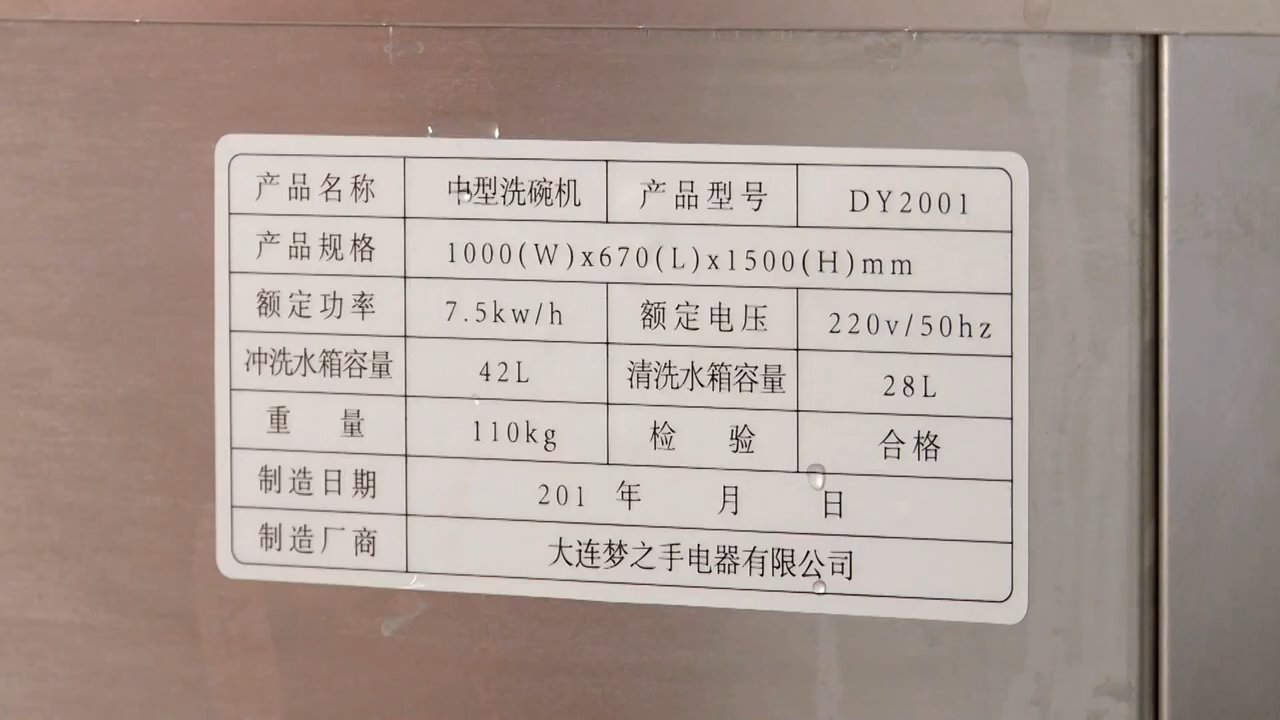 产品名称 中型洗碗机 产品型号 DY2001
产品规格 1000(W)x670(L)x1500(H)mm
额定功率 7.5kw/h 额定电压 220v/50hz
冲洗水箱容量 42L 清洗水箱容量 28L
重 量 110kg 检 验 合格
制造日期 201 年 月 日
制造厂商 大连梦之手电器有限公司